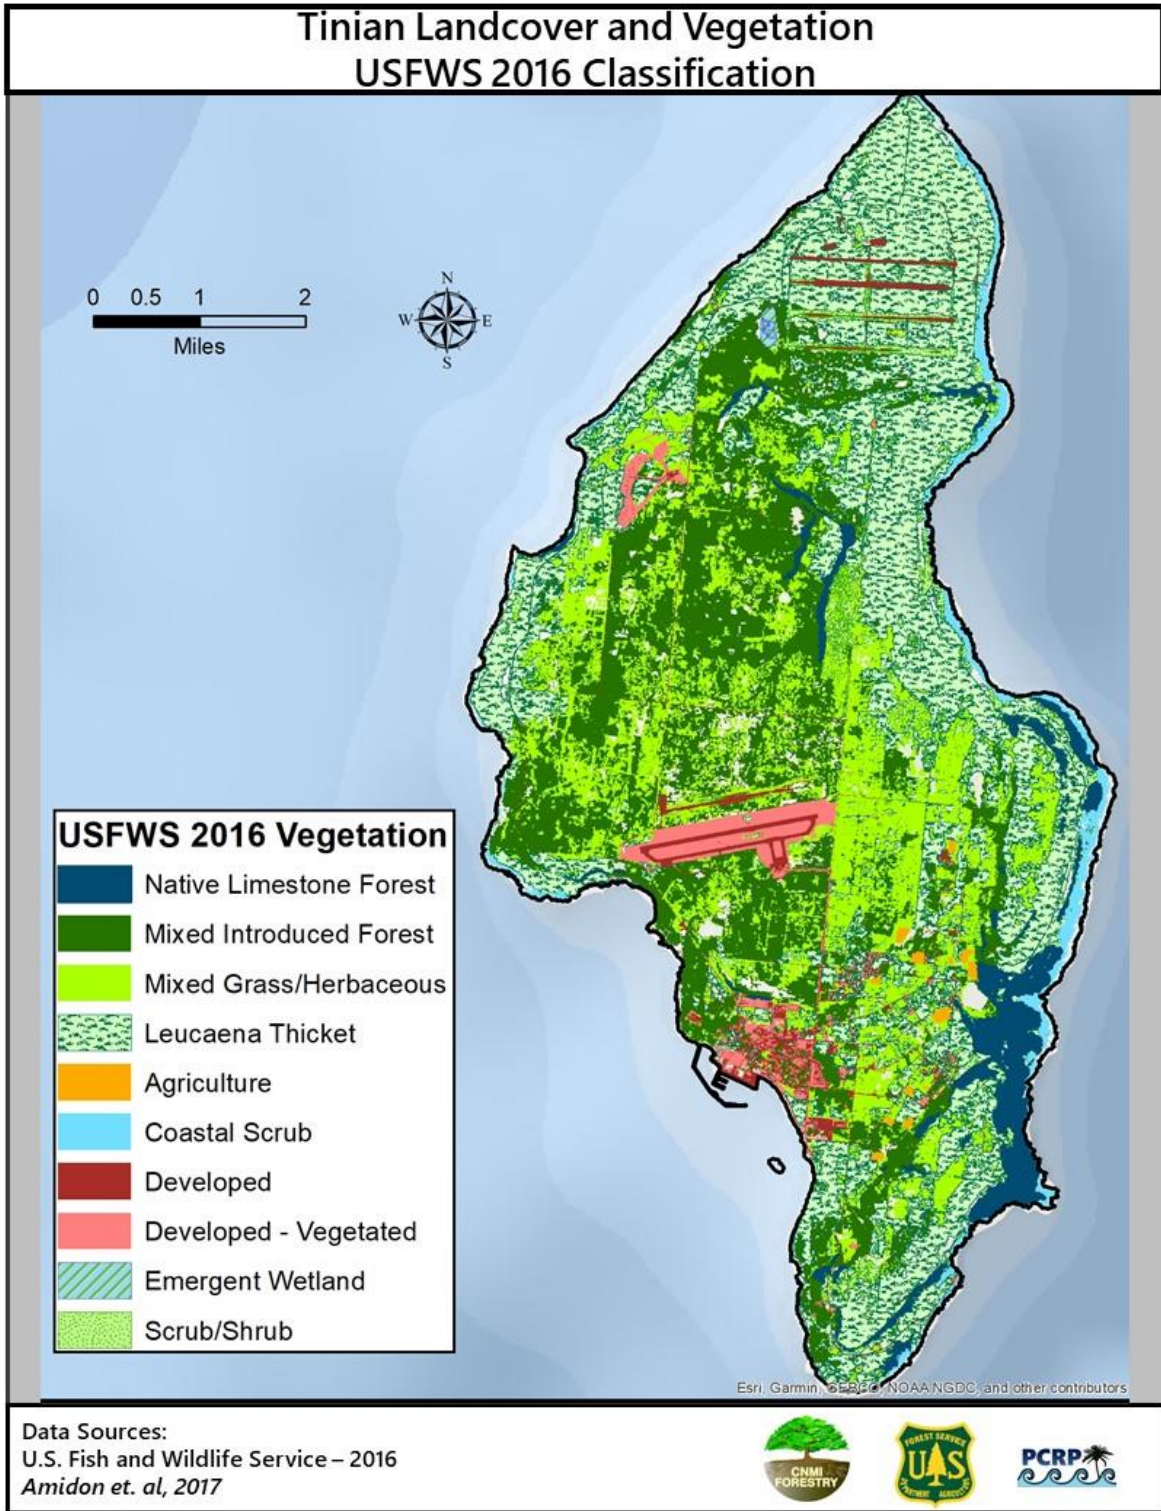 Tinian Landcover and Vegetation
USFWS 2016 Classification
0 0.5 1 2
Miles
N
W E
S
USFWS 2016 Vegetation
Native Limestone Forest
Mixed Introduced Forest
Mixed Grass/Herbaceous
Leucaena Thicket
Agriculture
Coastal Scrub
Developed
Developed - Vegetated
Emergent Wetland
Scrub/Shrub
Esri, Garmin, GEBCO, NOAA NGDC, and other contributors
Data Sources:
U.S. Fish and Wildlife Service – 2016
Amidon et. al, 2017
CNMI
FORESTRY
FOREST SERVICE
U S
DEPARTMENT AGRICULTURE
PCRP